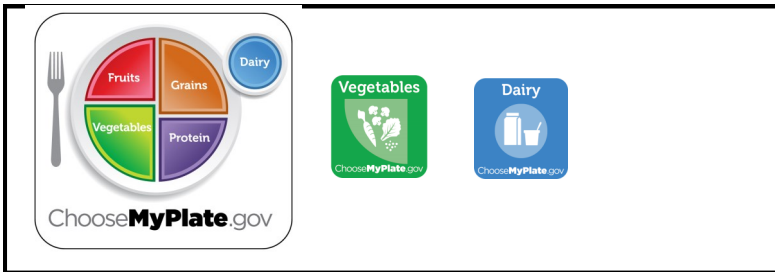 Fruits
Grains
Dairy
Vegetables
Protein
ChooseMyPlate.gov
Vegetables
ChooseMyPlate.gov
Dairy
ChooseMyPlate.gov